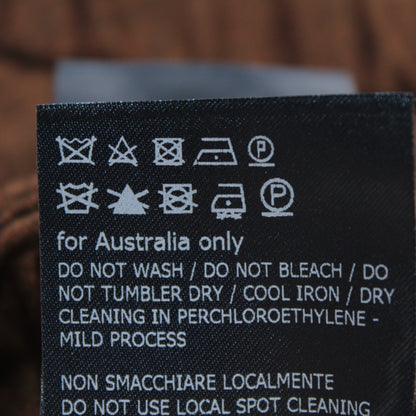 P
P
for Australia only
DO NOT WASH / DO NOT BLEACH / DO
NOT TUMBLER DRY / COOL IRON / DRY
CLEANING IN PERCHLOROETHYLENE -
MILD PROCESS
NON SMACCHIARE LOCALMENTE
DO NOT USE LOCAL SPOT CLEANING